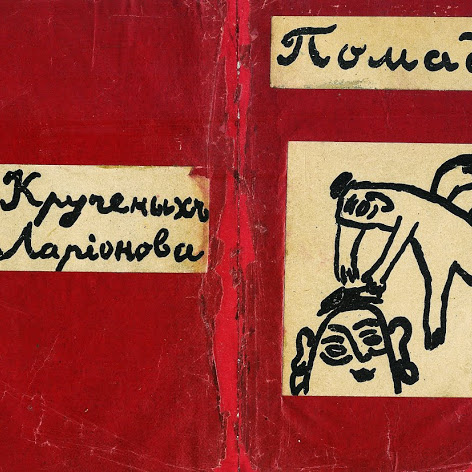 Помад
Крученыхъ
Ларіонова